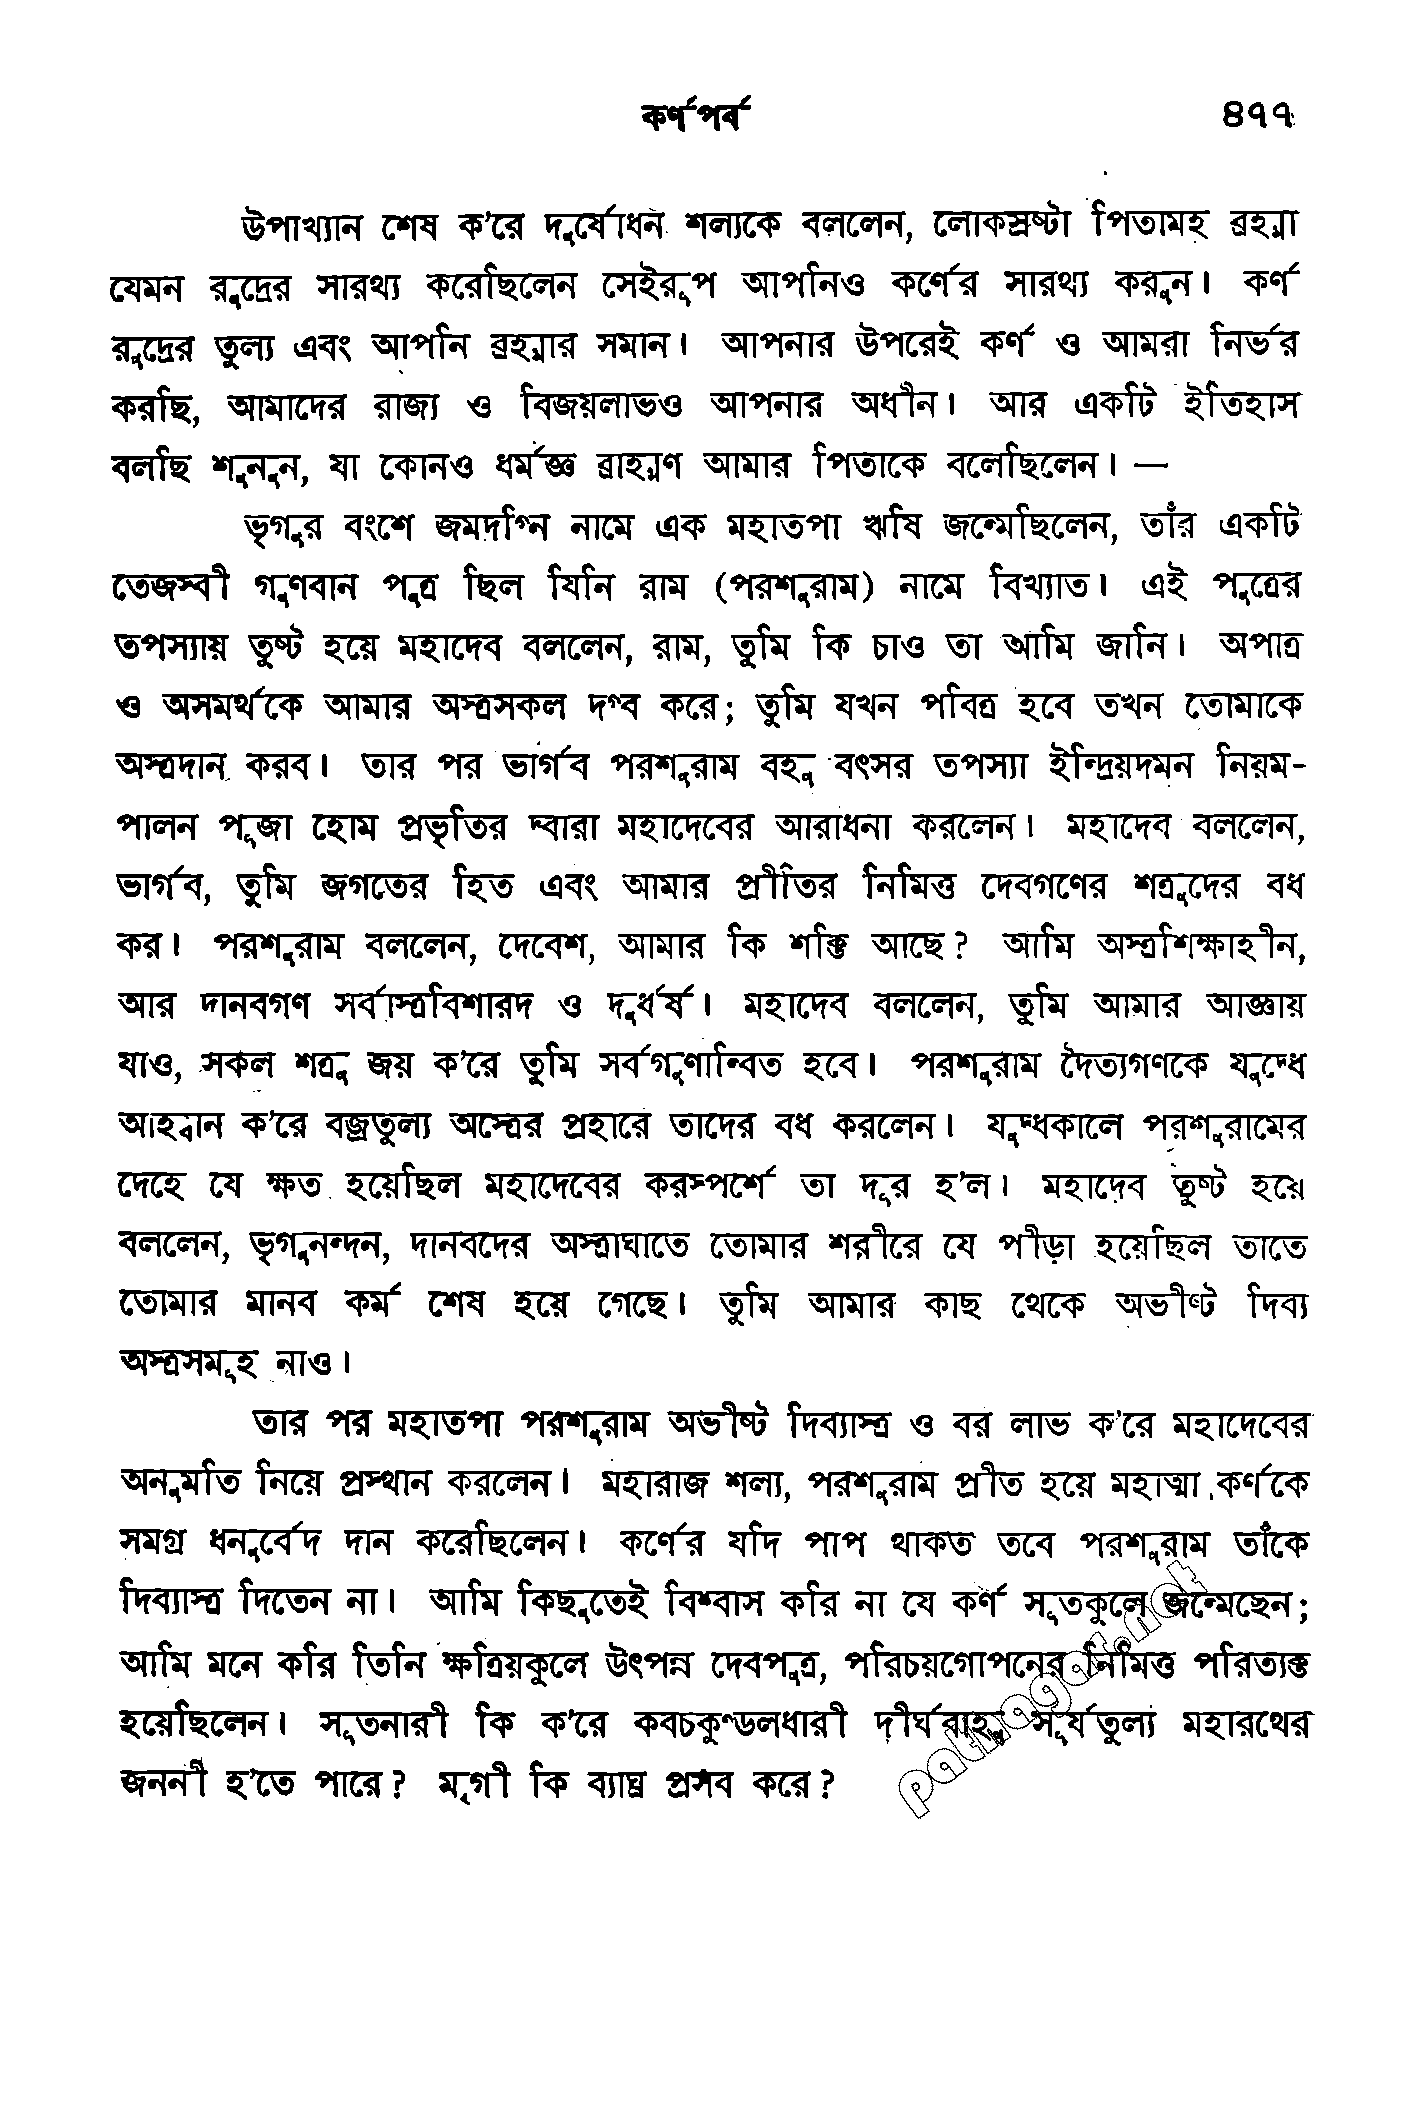 কর্ণপর্ব ৪৭৭
উপাখ্যান শেষ ক'রে দুর্যোধন শল্যকে বললেন, লোকস্রষ্টা পিতামহ ব্রহ্মা
যেমন রুদ্রের সারথ্য করেছিলেন সেইরূপ আপনিও কর্ণের সারথ্য করুন। কর্ণ
রুদ্রের তুল্য এবং আপনি ব্রহ্মার সমান। আপনার উপরেই কর্ণ ও আমরা নির্ভর
করছি, আমাদের রাজ্য ও বিজয়লাভও আপনার অধীন। আর একটি ইতিহাস
বলছি শুনুন, যা কোনও ধর্মজ্ঞ ব্রাহ্মণ আমার পিতাকে বলেছিলেন। —
ভৃগুর বংশে জমদগ্নি নামে এক মহাতপা ঋষি জন্মেছিলেন, তাঁর একটি
তেজস্বী গুণবান পুত্র ছিল যিনি রাম (পরশুরাম) নামে বিখ্যাত। এই পুত্রের
তপস্যায় তুষ্ট হয়ে মহাদেব বললেন, রাম, তুমি কি চাও তা আমি জানি। অপাত্র
ও অসমর্থকে আমার অস্ত্রসকল দগ্ধ করে; তুমি যখন পবিত্র হবে তখন তোমাকে
অস্ত্রদান করব। তার পর ভার্গব পরশুরাম বহু বৎসর তপস্যা ইন্দ্রিয়দমন নিয়ম-
পালন পূজা হোম প্রভৃতির দ্বারা মহাদেবের আরাধনা করলেন। মহাদেব বললেন,
ভার্গব, তুমি জগতের হিত এবং আমার প্রীতির নিমিত্ত দেবগণের শত্রুদের বধ
কর। পরশুরাম বললেন, দেবেশ, আমার কি শক্তি আছে? আমি অস্ত্রশিক্ষাহীন,
আর দানবগণ সর্বাস্ত্রবিশারদ ও দুর্ধর্ষ। মহাদেব বললেন, তুমি আমার আজ্ঞায়
যাও, সকল শত্রু জয় ক'রে তুমি সর্বগুণান্বিত হবে। পরশুরাম দৈত্যগণকে যুদ্ধে
আহ্বান ক'রে বজ্রতুল্য অস্ত্রের প্রহারে তাদের বধ করলেন। যুদ্ধকালে পরশুরামের
দেহে যে ক্ষত হয়েছিল মহাদেবের করস্পর্শে তা দূর হ'ল। মহাদেব তুষ্ট হয়ে
বললেন, ভৃগুনন্দন, দানবদের অস্ত্রাঘাতে তোমার শরীরে যে পীড়া হয়েছিল তাতে
তোমার মানব কর্ম শেষ হয়ে গেছে। তুমি আমার কাছ থেকে অভীষ্ট দিব্য
অস্ত্রসমূহ নাও।
তার পর মহাতপা পরশুরাম অভীষ্ট দিব্যাস্ত্র ও বর লাভ ক'রে মহাদেবের
অনুমতি নিয়ে প্রস্থান করলেন। মহারাজ শল্য, পরশুরাম প্রীত হয়ে মহাত্মা কর্ণকে
সমগ্র ধনুর্বেদ দান করেছিলেন। কর্ণের যদি পাপ থাকত তবে পরশুরাম তাঁকে
দিব্যাস্ত্র দিতেন না। আমি কিছুতেই বিশ্বাস করি না যে কর্ণ সূতকুলে জন্মেছেন;
আমি মনে করি তিনি ক্ষত্রিয়কুলে উৎপন্ন দেবপুত্র, পরিচয়গোপনের নিমিত্ত পরিত্যক্ত
হয়েছিলেন। সূতনারী কি ক'রে কবচকুণ্ডলধারী দীর্ঘবাহু সূর্যতুল্য মহারথের
জননী হ'তে পারে? মৃগী কি ব্যাঘ্র প্রসব করে?
pathagar.net